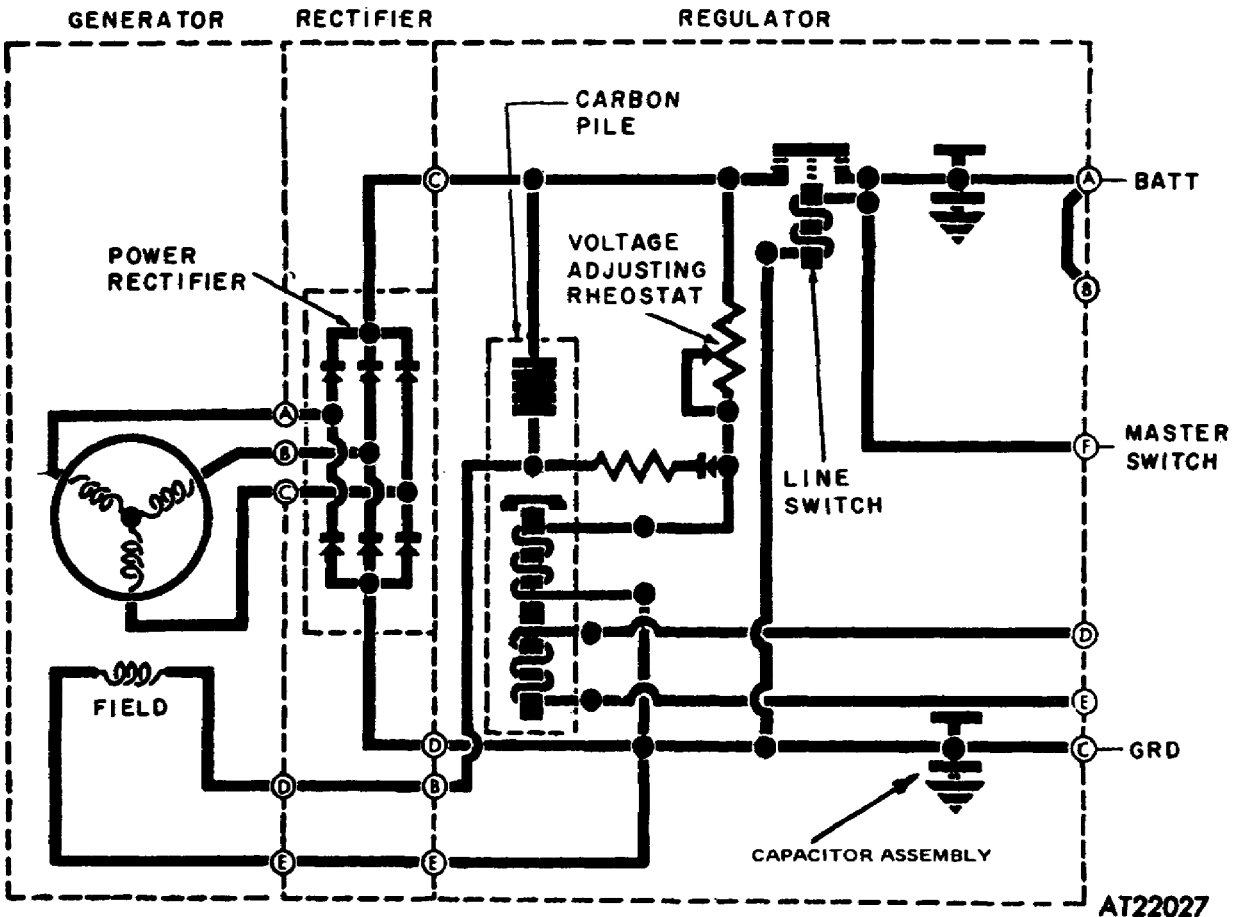 GENERATOR
RECTIFIER
REGULATOR
CARBON
PILE
C
A
BATT
POWER
RECTIFIER
VOLTAGE
ADJUSTING
RHEOSTAT
B
A
B
C
LINE
SWITCH
F
MASTER
SWITCH
D
FIELD
E
D
C
GRD
D
B
E
E
CAPACITOR ASSEMBLY
AT22027